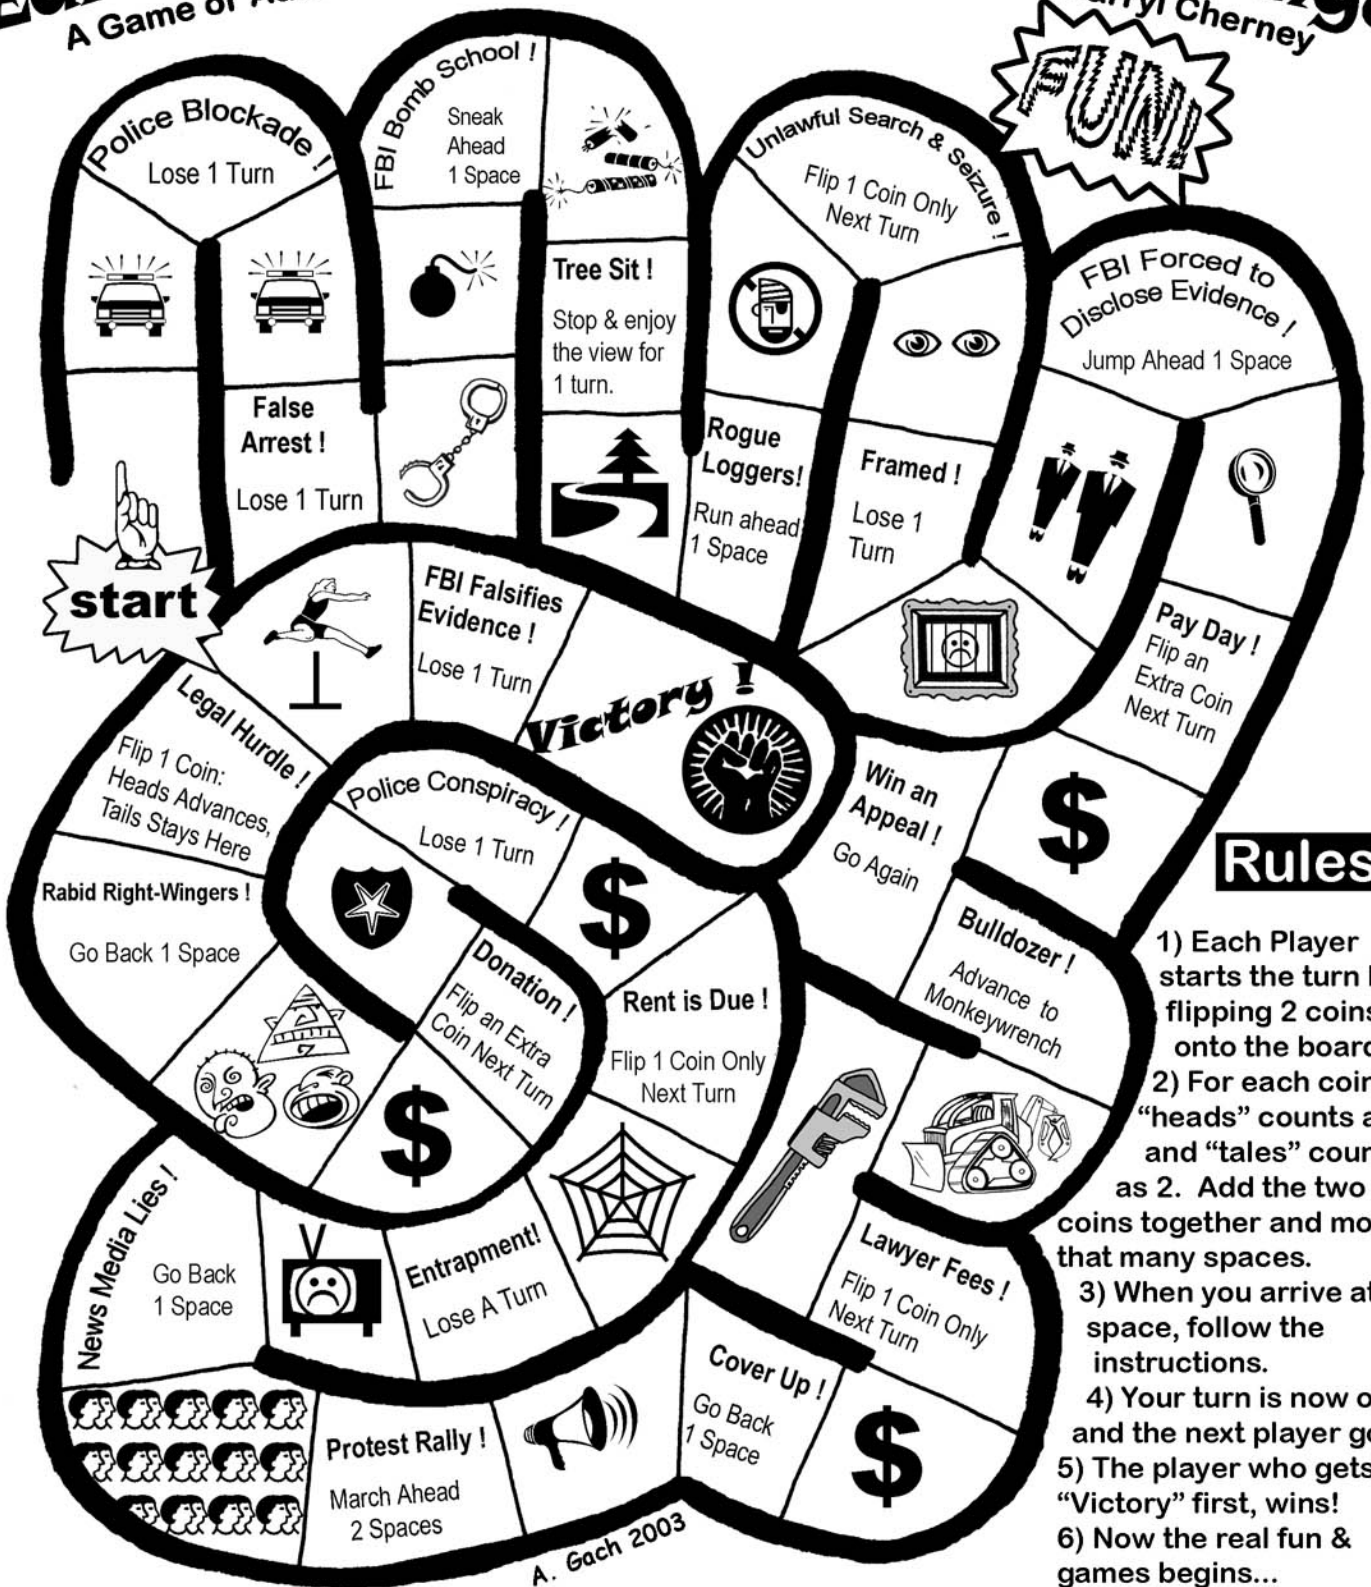 A Game of
Cherney
FUN!
Police Blockade !
Lose 1 Turn
FBI Bomb School !
Sneak
Ahead
1 Space
Unlawful Search & Seizure !
Flip 1 Coin Only
Next Turn
FBI Forced to
Disclose Evidence !
Jump Ahead 1 Space
Tree Sit !
Stop & enjoy
the view for
1 turn.
False
Arrest !
Lose 1 Turn
Rogue
Loggers!
Run ahead
1 Space
Framed !
Lose 1
Turn
Pay Day !
Flip an
Extra Coin
Next Turn
start
FBI Falsifies
Evidence !
Lose 1 Turn
Victory !
Legal Hurdle !
Flip 1 Coin:
Heads Advances,
Tails Stays Here
Police Conspiracy !
Lose 1 Turn
$
Win an
Appeal !
Go Again
$
Rabid Right-Wingers !
Go Back 1 Space
Donation !
Flip an Extra
Coin Next Turn
Rent is Due !
Flip 1 Coin Only
Next Turn
Bulldozer !
Advance to
Monkeywrench
$
News Media Lies !
Go Back
1 Space
Entrapment!
Lose A Turn
Lawyer Fees !
Flip 1 Coin Only
Next Turn
Protest Rally !
March Ahead
2 Spaces
Cover Up !
Go Back
1 Space
$
A. Gach 2003
Rules
1) Each Player
starts the turn
flipping 2 coins
onto the board
2) For each coin
“heads” counts
and “tales”
as 2. Add the two
coins together and
that many spaces.
3) When you arrive at
space, follow the
instructions.
4) Your turn is now
and the next player
5) The player who gets
“Victory” first, wins!
6) Now the real fun &
games begins...